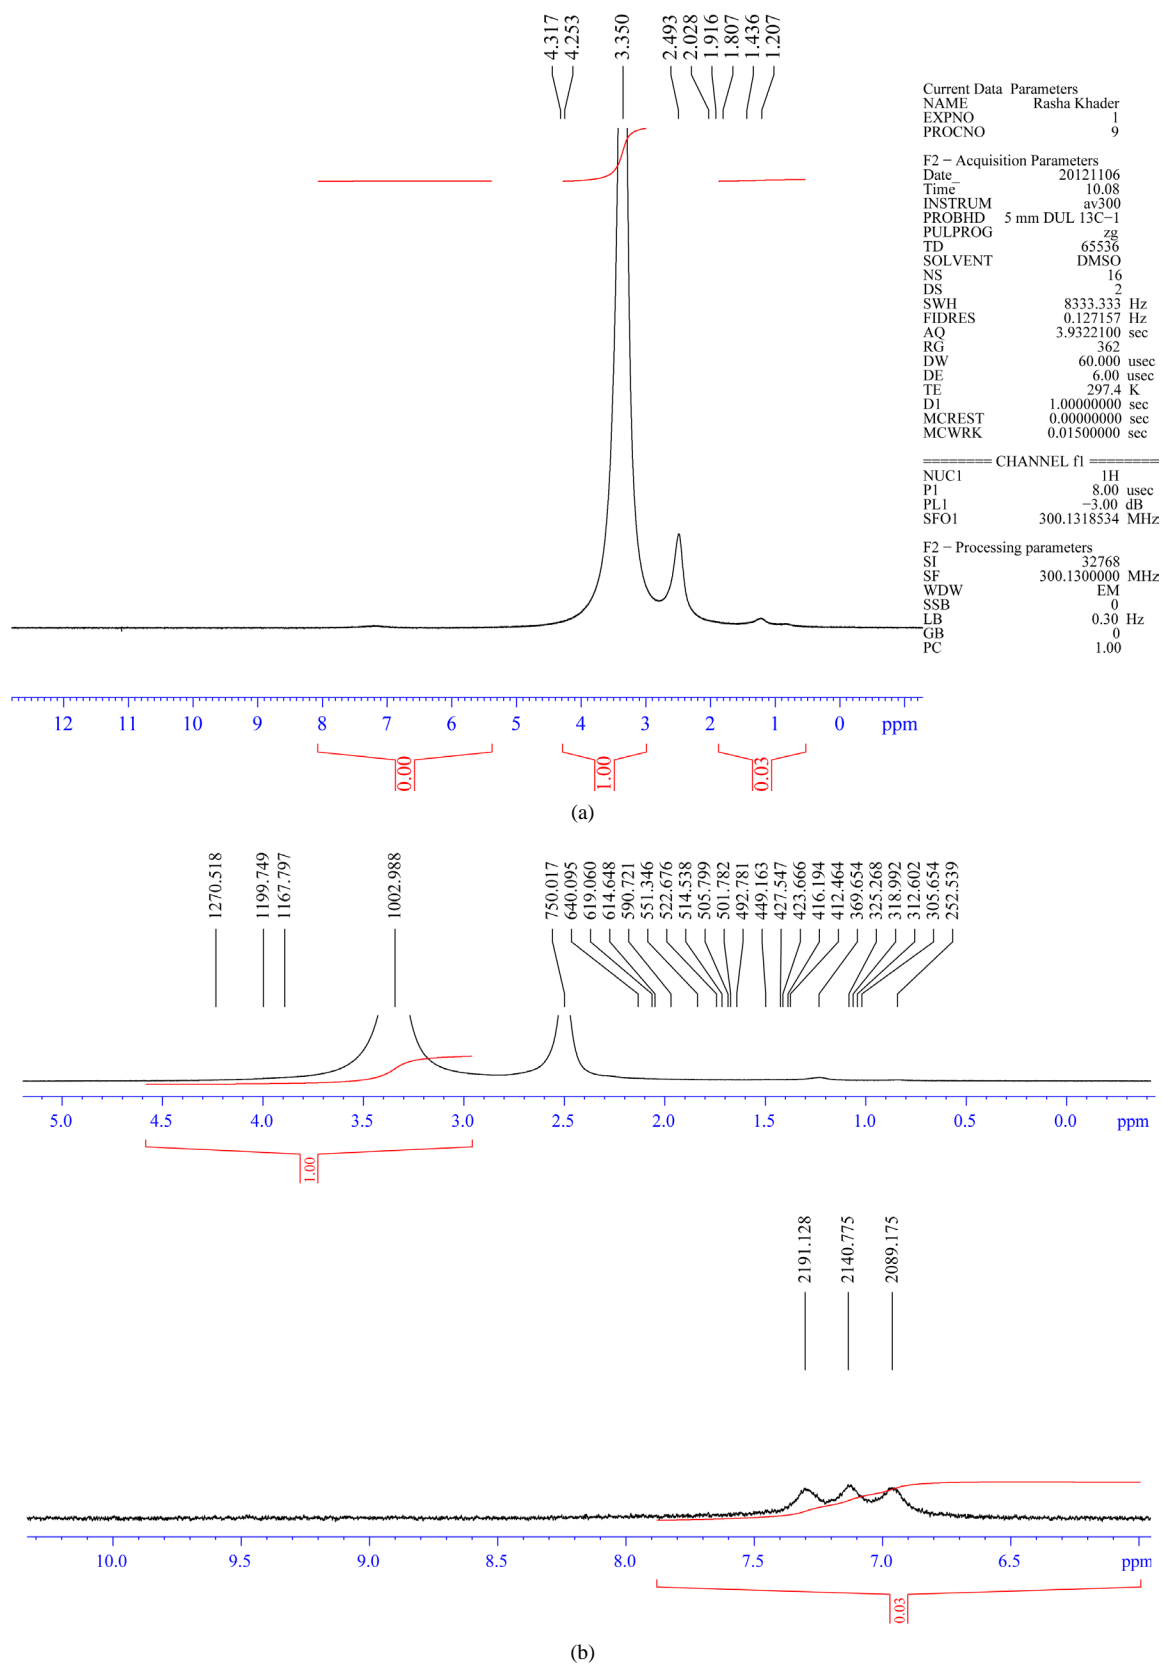 4.317
4.253
3.350
2.493
2.028
1.916
1.807
1.436
1.207
Current Data Parameters
NAME Rasha Khader
EXPNO 1
PROCNO 9
F2 − Acquisition Parameters
Date_ 20121106
Time 10.08
INSTRUM av300
PROBHD 5 mm DUL 13C−1
PULPROG zg
TD 65536
SOLVENT DMSO
NS 16
DS 2
SWH 8333.333 Hz
FIDRES 0.127157 Hz
AQ 3.9322100 sec
RG 362
DW 60.000 usec
DE 6.00 usec
TE 297.4 K
D1 1.00000000 sec
MCREST 0.00000000 sec
MCWRK 0.01500000 sec
======== CHANNEL f1 ========
NUC1 1H
P1 8.00 usec
PL1 −3.00 dB
SFO1 300.1318534 MHz
F2 − Processing parameters
SI 32768
SF 300.1300000 MHz
WDW EM
SSB 0
LB 0.30 Hz
GB 0
PC 1.00
12 11 10 9 8 7 6 5 4 3 2 1 0 ppm
0.00 1.00 0.03
(a)
1270.518
1199.749
1167.797
1002.988
750.017
640.095
619.060
614.648
590.721
551.346
522.676
514.538
505.799
501.782
492.781
449.163
427.547
423.666
416.194
412.464
369.654
325.268
318.992
312.602
305.654
252.539
5.0 4.5 4.0 3.5 3.0 2.5 2.0 1.5 1.0 0.5 0.0 ppm
1.00
2191.128
2140.775
2089.175
10.0 9.5 9.0 8.5 8.0 7.5 7.0 6.5 ppm
0.03
(b)